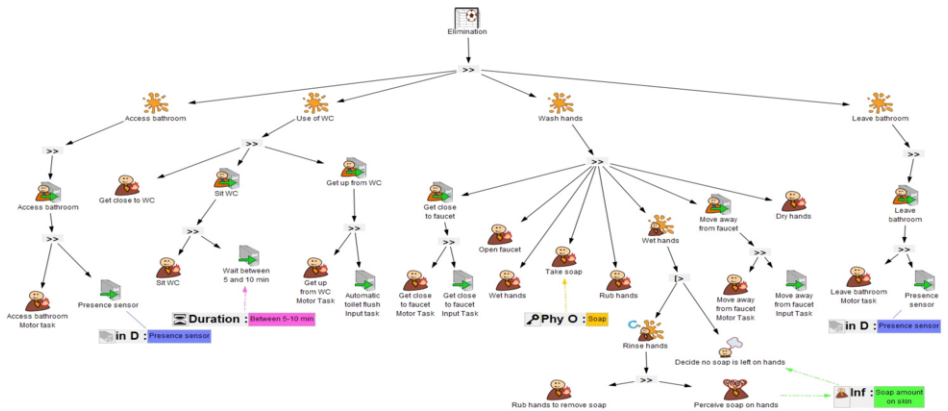 Elimination
>>
Access bathroom
Use of WC
Wash hands
Leave bathroom
>>
>>
>>
>>
Access bathroom
Get close to WC
Sit WC
Get up from WC
Get close
to faucet
Open faucet
Take soap
Wet hands
Move away
from faucet
Dry hands
Leave
bathroom
>>
>>
>>
>>
[>
>>
>>
Access bathroom
Motor task
Presence sensor
Sit WC
Wait between
5 and 10 min
Get up
from WC
Motor Task
Automatic
toilet flush
Input task
Get close
to faucet
Motor Task
Get close
to faucet
Input Task
Wet hands
Rub hands
Move away
from faucet
Motor Task
Move away
from faucet
Input Task
Leave bathroom
Motor task
Presence
sensor
in D : Presence sensor
Duration : Between 5-10 min
Phy O : Soap
in D : Presence sensor
Rinse hands
Decide no soap is left on hands
>>
Rub hands to remove soap
Perceive soap on hands
Inf : Soap amount
on skin